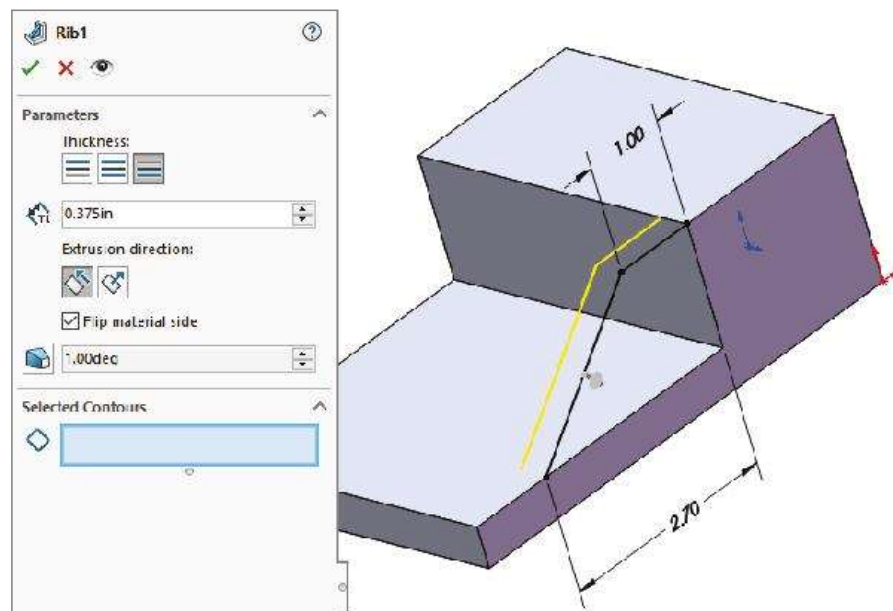 Rib1
Parameters
Thickness:
0.375in
Extrusion direction:
Flip material side
1.00deg
Selected Contours
1.00
2.70